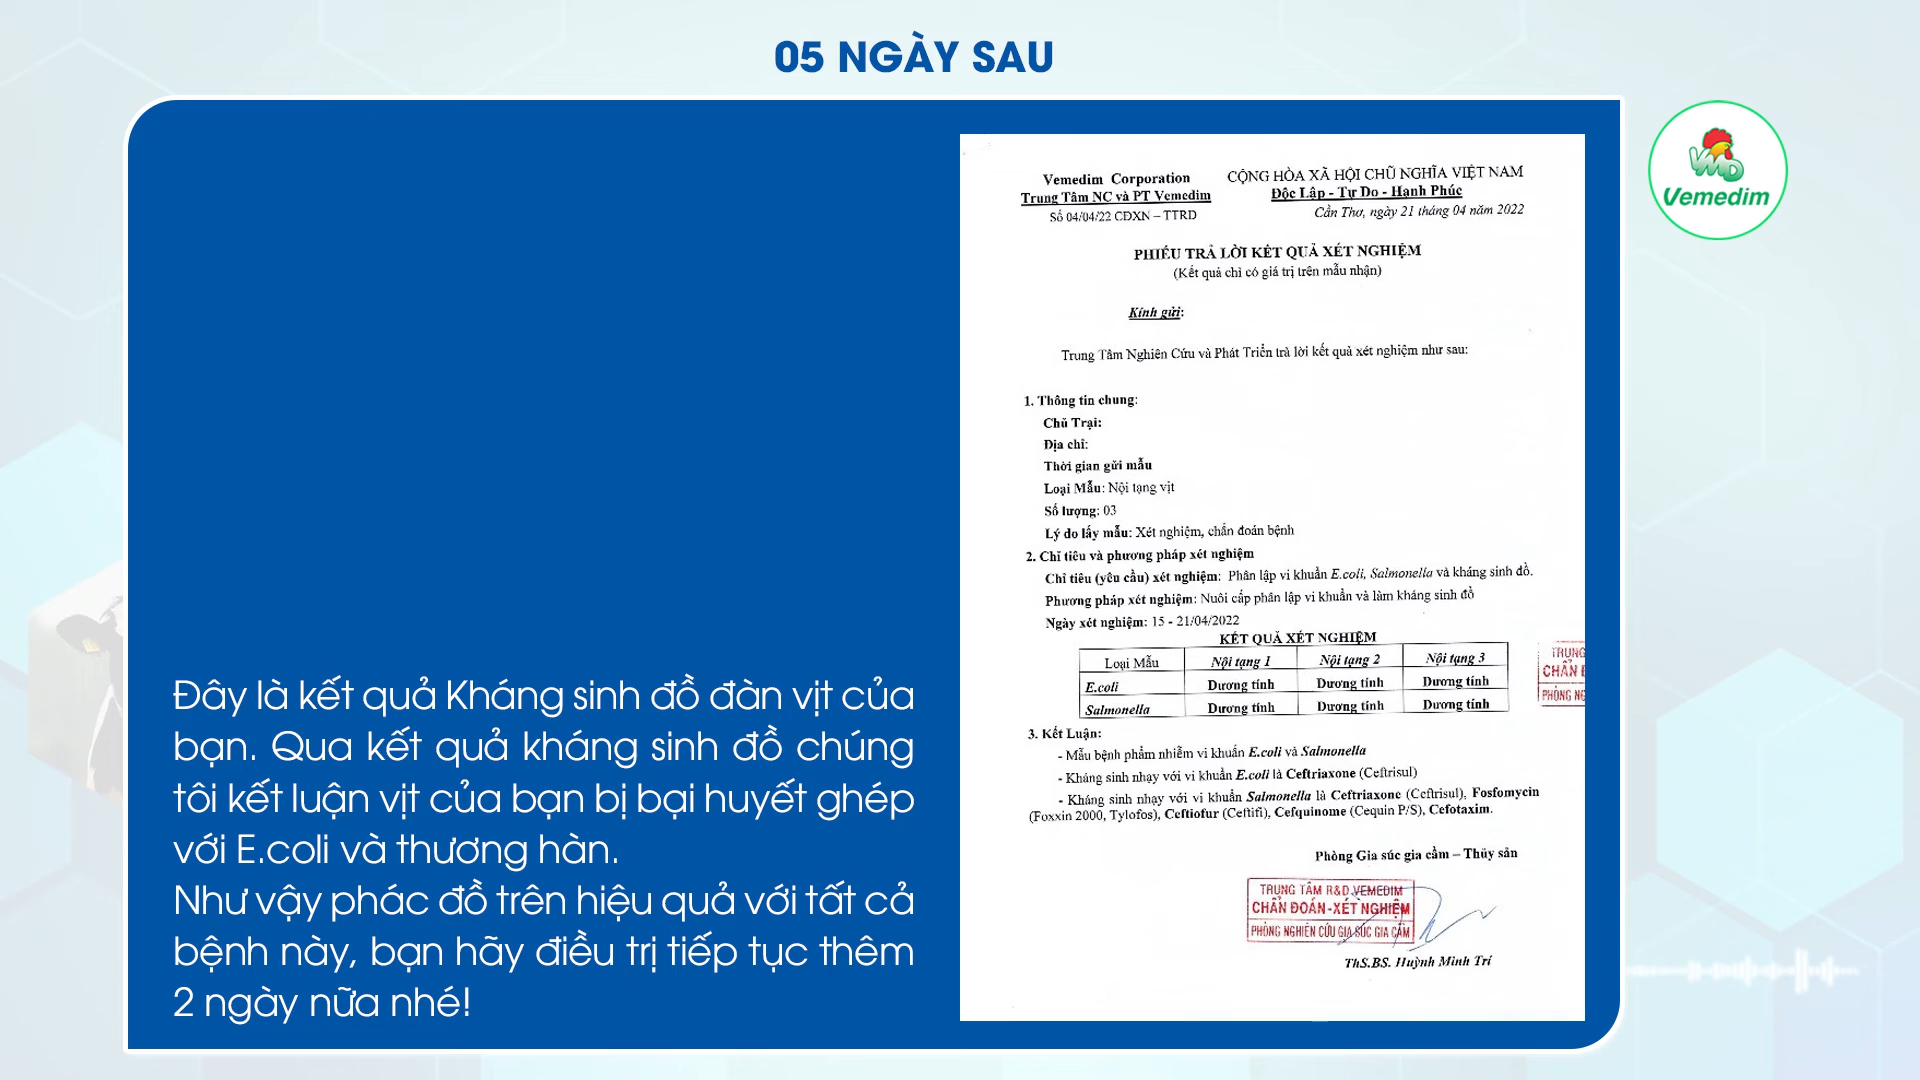 05 NGÀY SAU
Đây là kết quả Kháng sinh đồ đàn vịt của
bạn. Qua kết quả kháng sinh đồ chúng
tôi kết luận vịt của bạn bị bại huyết ghép
với E.coli và thương hàn.
Như vậy phác đồ trên hiệu quả với tất cả
bệnh này, bạn hãy điều trị tiếp tục thêm
2 ngày nữa nhé!
Vemedim Corporation
Trung Tâm NC và PT Vemedim
Số 04/04/22 CĐXN – TTRD
CỘNG HÒA XÃ HỘI CHŨ NGHĨA VIỆT NAM
Độc Lập - Tự Do - Hạnh Phúc
Cần Thơ, ngày 21 tháng 04 năm 2022
PHIẾU TRẢ LỜI KẾT QUẢ XÉT NGHIỆM
(Kết quả chỉ có giá trị trên mẫu nhận)
Kính gửi:
Trung Tâm Nghiên Cứu và Phát Triển trả lời kết quả xét nghiệm như sau:
1. Thông tin chung:
Chủ Trại:
Địa chỉ:
Thời gian gửi mẫu
Loại Mẫu: Nội tạng vịt
Số lượng: 03
Lý do lấy mẫu: Xét nghiệm, chẩn đoán bệnh
2. Chỉ tiêu và phương pháp xét nghiệm
Chỉ tiêu (yêu cầu) xét nghiệm: Phân lập vi khuẩn E.coli, Salmonella và kháng sinh đồ.
Phương pháp xét nghiệm: Nuôi cấy phân lập vi khuẩn và làm kháng sinh đồ
Ngày xét nghiệm: 15 - 21/04/2022
KẾT QUẢ XÉT NGHIỆM
Loại Mẫu Nội tạng 1 Nội tạng 2 Nội tạng 3
E.coli Dương tính Dương tính Dương tính
Salmonella Dương tính Dương tính Dương tính
TRUNG
CHẨN
PHÒNG NG
3. Kết Luận:
- Mẫu bệnh phẩm nhiễm vi khuẩn E.coli và Salmonella
- Kháng sinh nhạy với vi khuẩn E.coli là Ceftriaxone (Ceftrisul)
- Kháng sinh nhạy với vi khuẩn Salmonella là Ceftriaxone (Ceftrisul), Fosfomycin
(Foxxin 2000, Tylofos), Ceftiofur (Ceftifi), Cefquinome (Cequin P/S), Cefotaxim.
Phòng Gia súc gia cầm – Thủy sản
TRUNG TÂM R&D VEMEDIM
CHẨN ĐOÁN-XÉT NGHIỆM
PHÒNG NGHIÊN CỨU GIA SÚC GIA CẦM
ThS.BS. Huỳnh Minh Trí
VMD
Vemedim